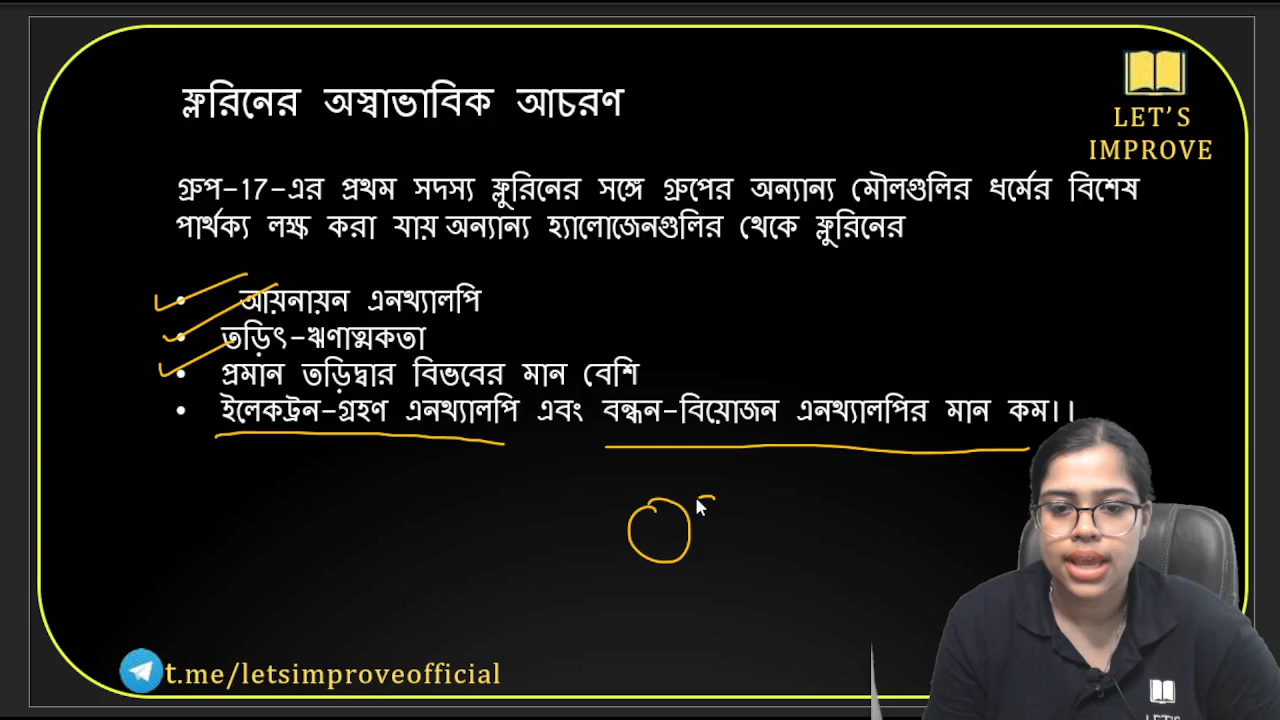 ফ্লরিনের অস্বাভাবিক আচরণ
LET'S
IMPROVE
গ্রুপ-17-এর প্রথম সদস্য ফ্লুরিনের সঙ্গে গ্রুপের অন্যান্য মৌলগুলির ধর্মের বিশেষ
পার্থক্য লক্ষ করা যায় অন্যান্য হ্যালোজেনগুলির থেকে ফ্লুরিনের
• আয়নায়ন এনথ্যালপি
• তড়িৎ-ঋণাত্মকতা
• প্রমান তড়িদ্বার বিভবের মান বেশি
• ইলেকট্রন-গ্রহণ এনথ্যালপি এবং বন্ধন-বিয়োজন এনথ্যালপির মান কম।।
t.me/letsimproveofficial
LET'S